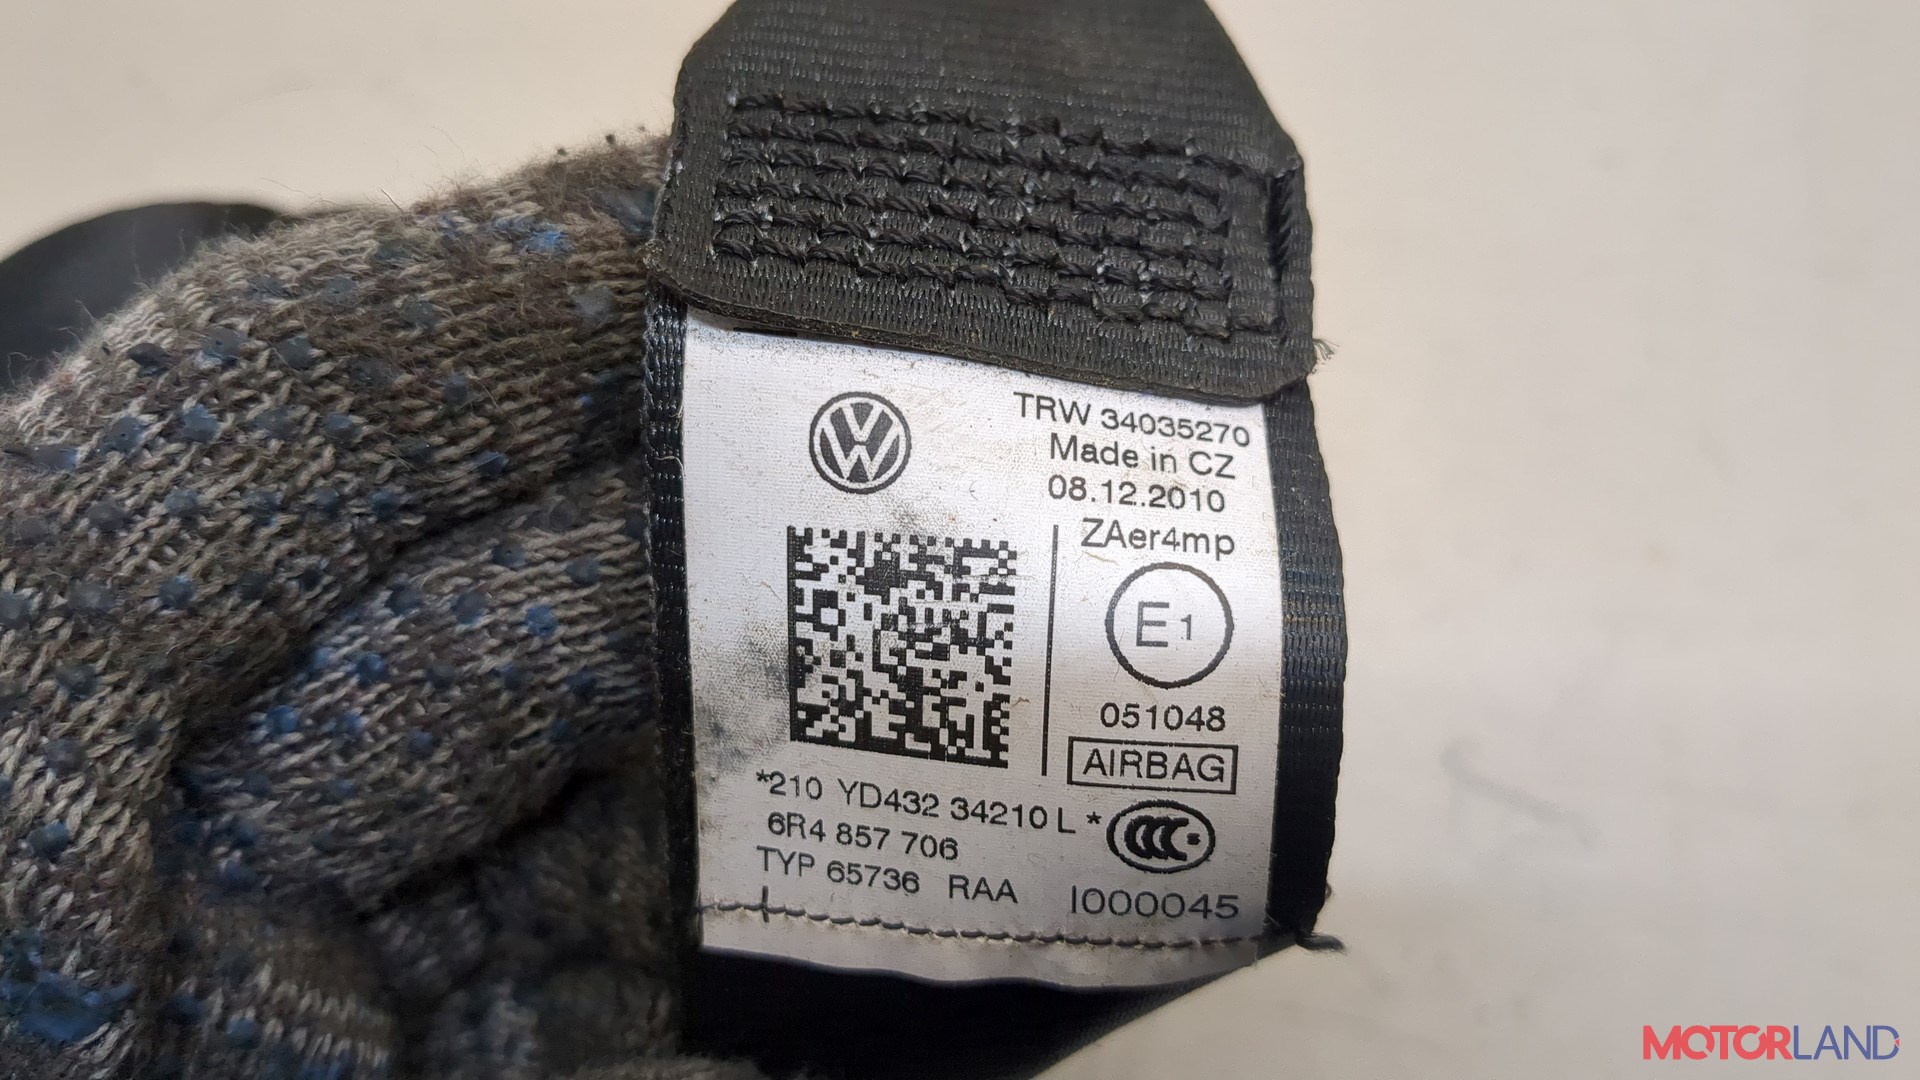 TRW 34035270
Made in CZ
08.12.2010
ZAer4mp
E1
051048
AIRBAG
*210 YD432 34210 L *
6R4 857 706
TYP 65736 RAA
I000045
MOTORLAND